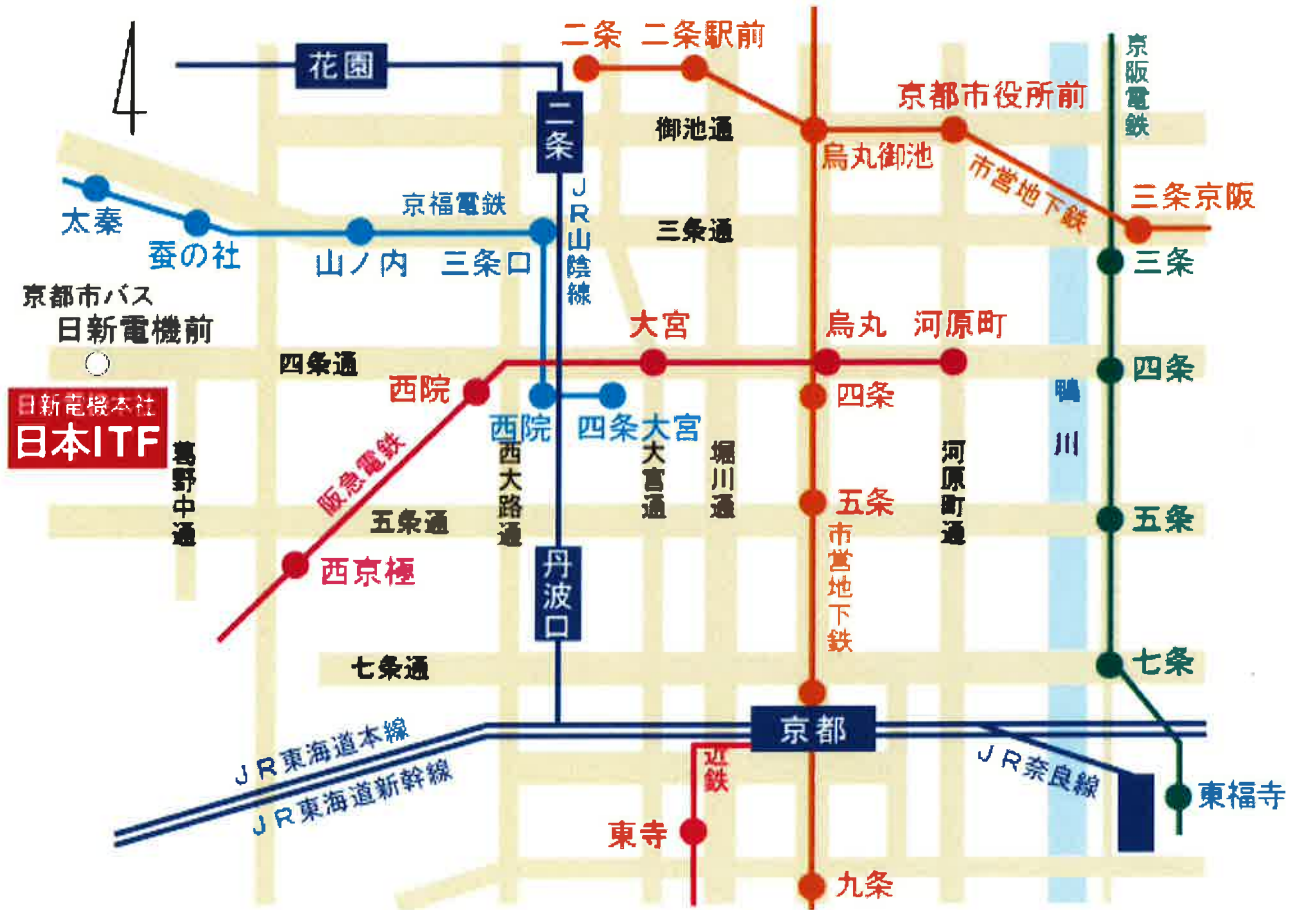 花園
二条
二条 二条駅前
京阪電鉄
京都市役所前
御池通
烏丸御池
市営地下鉄
三条京阪
太秦
蚕の社
京福電鉄
山ノ内
三条口
JR山陰線
三条通
三条
京都市バス
日新電機前
日新電機本社
日本ITF
四条通
大宮
烏丸
河原町
西院
西院
四条大宮
四条
四条
鴨川
葛野中通
阪急電鉄
西大路通
大宮通
堀川通
河原町通
五条通
五条
五条
西京極
丹波口
市営地下鉄
七条通
七条
京都
JR東海道本線
JR東海道新幹線
近鉄
JR奈良線
東寺
東福寺
九条